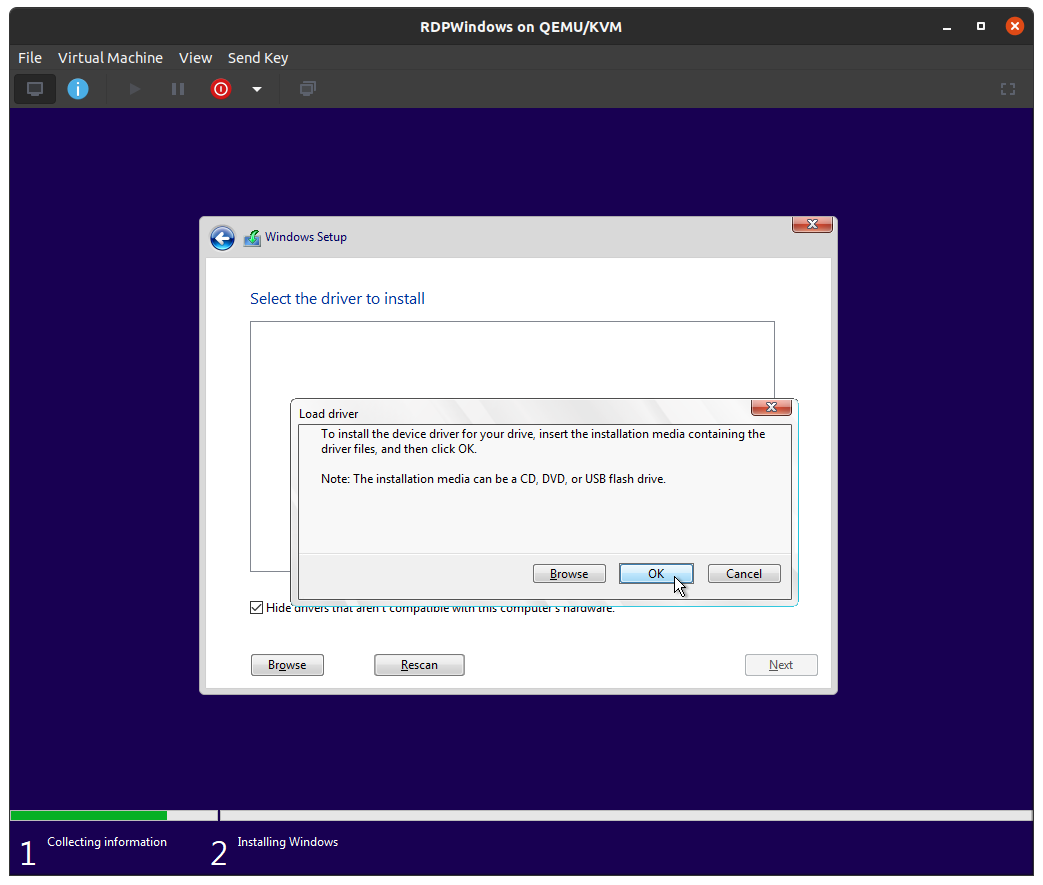 RDPWindows on QEMU/KVM
File Virtual Machine View Send Key
Windows Setup
Select the driver to install
Load driver
To install the device driver for your drive, insert the installation media containing the
driver files, and then click OK.
Note: The installation media can be a CD, DVD, or USB flash drive.
Browse OK Cancel
Hide drivers that aren't compatible with this computer's hardware.
Browse Rescan Next
1 Collecting information 2 Installing Windows